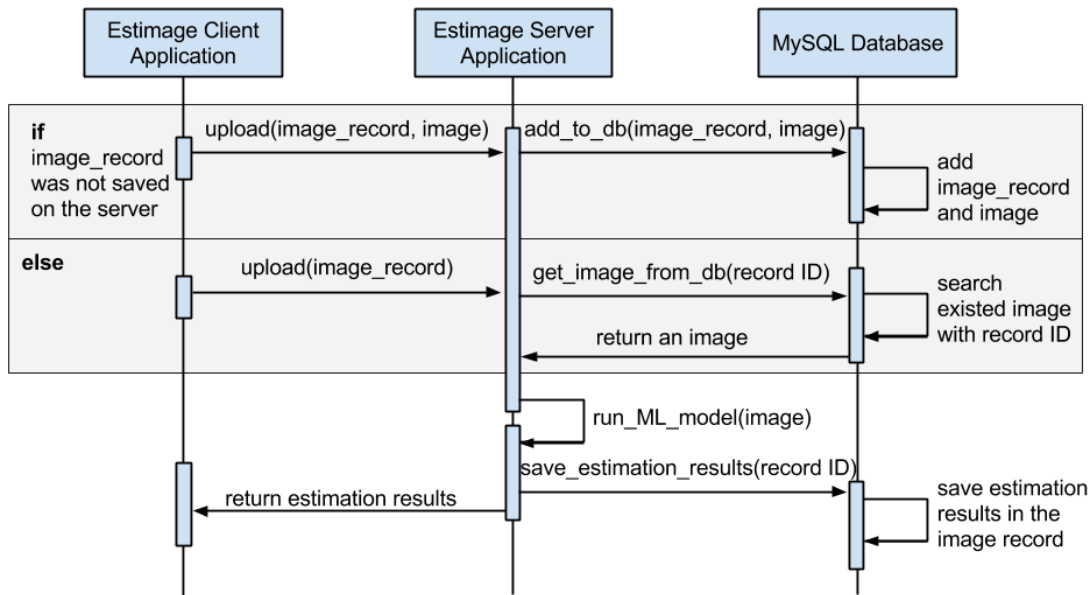 Estimage Client
Application
Estimage Server
Application
MySQL Database
if
image_record
was not saved
on the server
upload(image_record, image)
add_to_db(image_record, image)
add
image_record
and image
else
upload(image_record)
get_image_from_db(record ID)
search
existed image
with record ID
return an image
run_ML_model(image)
save_estimation_results(record ID)
return estimation results
save estimation
results in the
image record